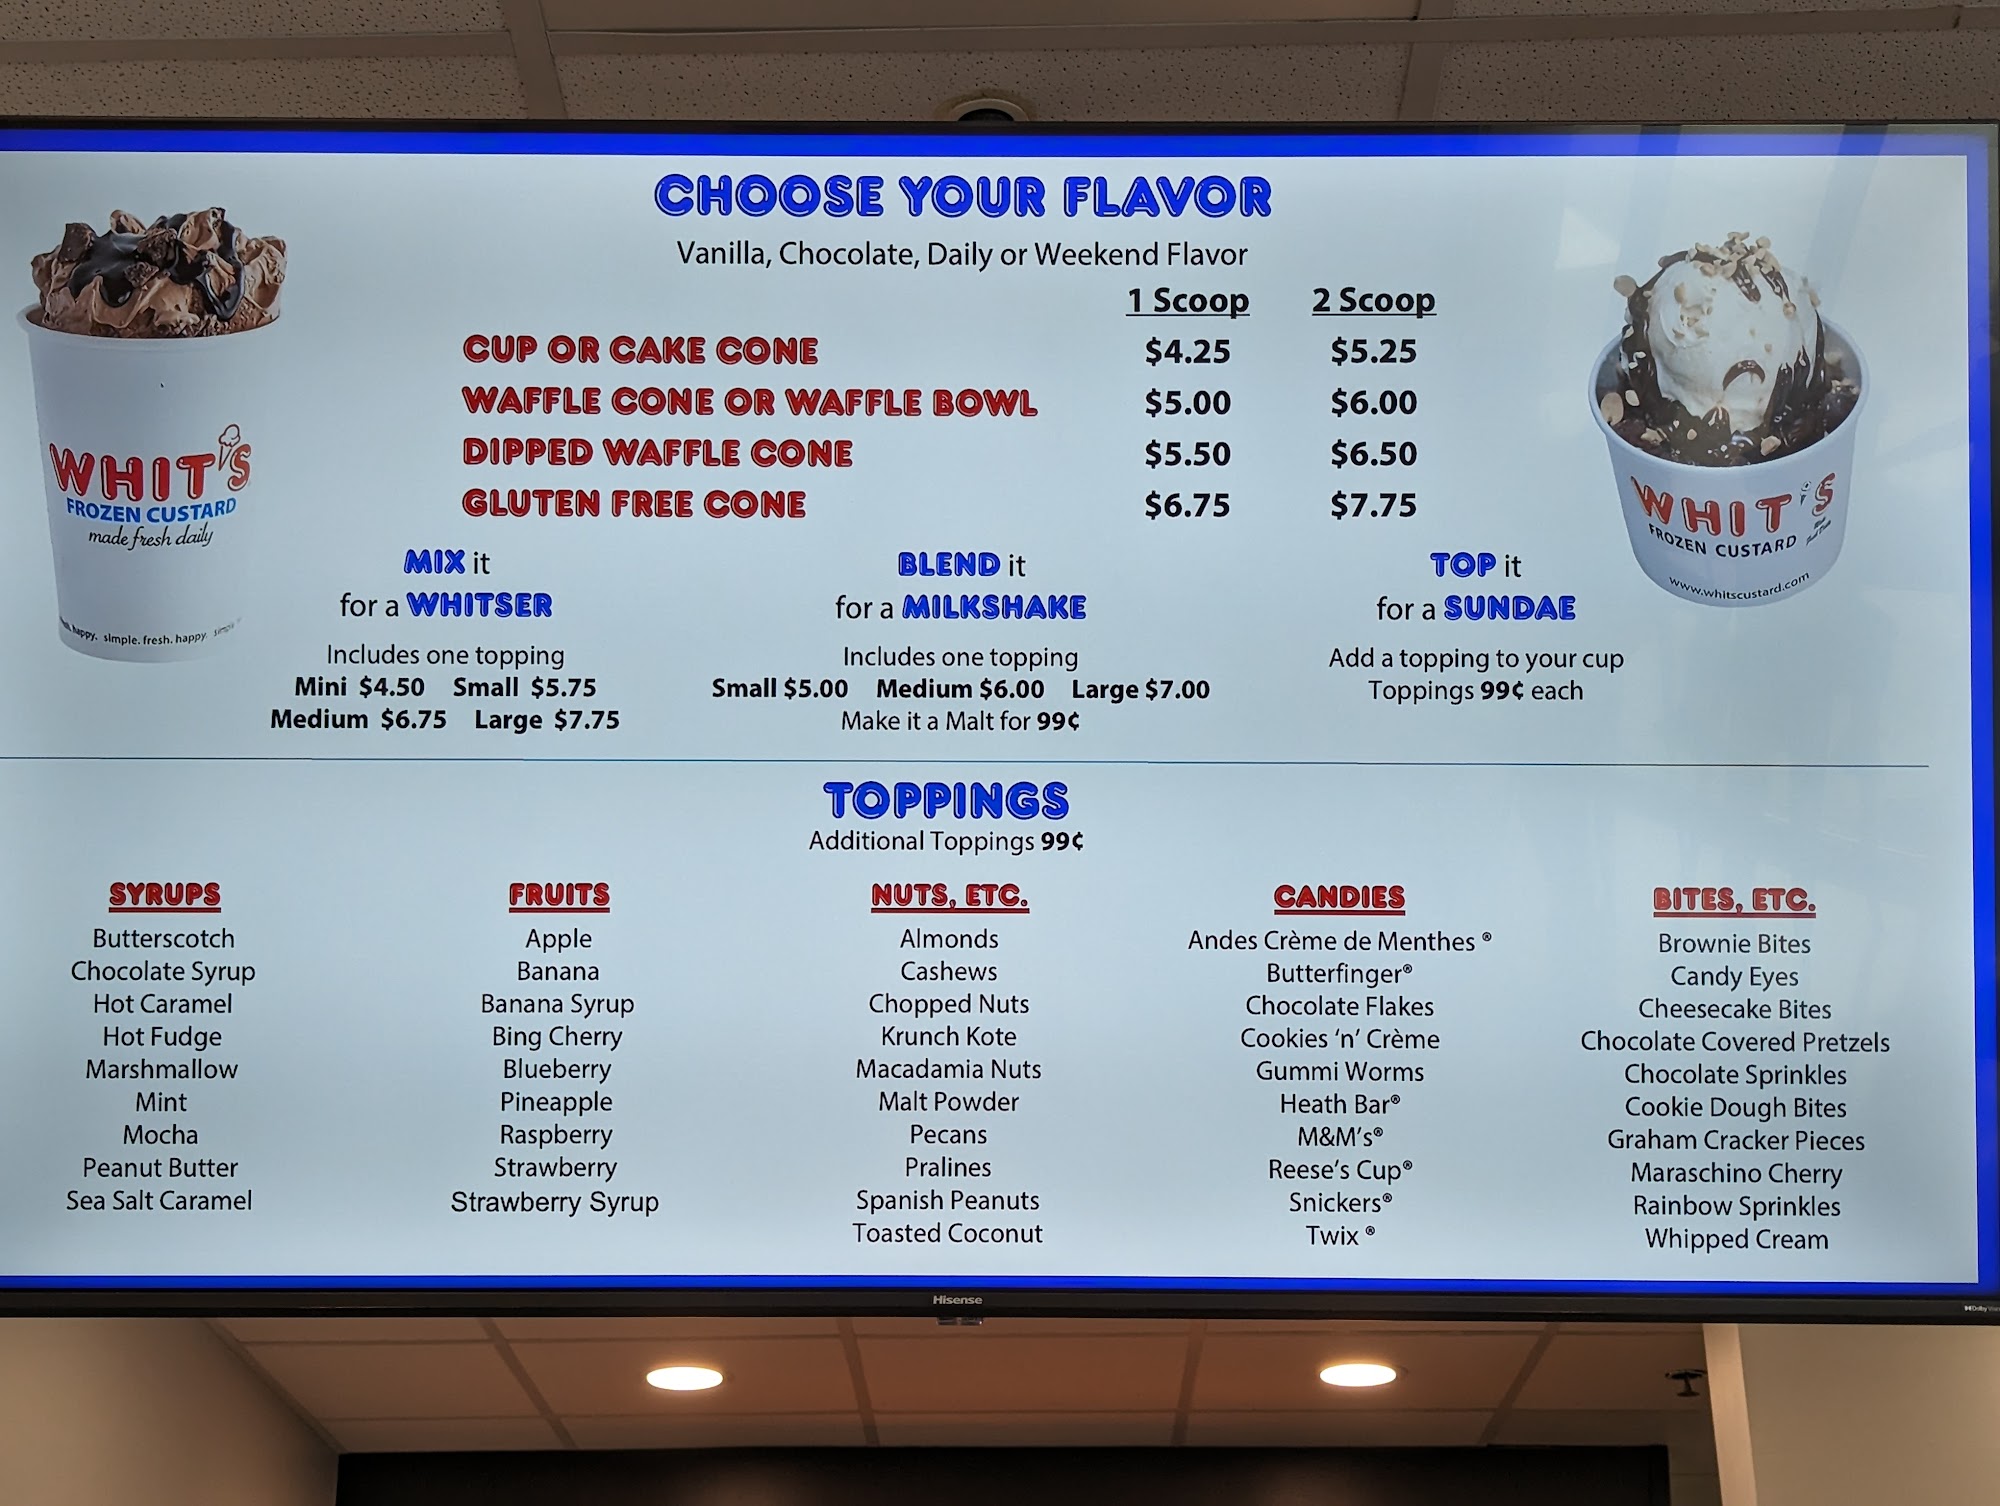 CHOOSE YOUR FLAVOR
Vanilla, Chocolate, Daily or Weekend Flavor
1 Scoop 2 Scoop
CUP OR CAKE CONE $4.25 $5.25
WAFFLE CONE OR WAFFLE BOWL $5.00 $6.00
DIPPED WAFFLE CONE $5.50 $6.50
GLUTEN FREE CONE $6.75 $7.75
WHIT'S
FROZEN CUSTARD
made fresh daily
happy. simple. fresh. happy. simple
WHIT'S
FROZEN CUSTARD
www.whitscustard.com
MIX it
for a WHITSER
Includes one topping
Mini $4.50 Small $5.75
Medium $6.75 Large $7.75
BLEND it
for a MILKSHAKE
Includes one topping
Small $5.00 Medium $6.00 Large $7.00
Make it a Malt for 99¢
TOP it
for a SUNDAE
Add a topping to your cup
Toppings 99¢ each
TOPPINGS
Additional Toppings 99¢
SYRUPS
Butterscotch
Chocolate Syrup
Hot Caramel
Hot Fudge
Marshmallow
Mint
Mocha
Peanut Butter
Sea Salt Caramel
FRUITS
Apple
Banana
Banana Syrup
Bing Cherry
Blueberry
Pineapple
Raspberry
Strawberry
Strawberry Syrup
NUTS, ETC.
Almonds
Cashews
Chopped Nuts
Krunch Kote
Macadamia Nuts
Malt Powder
Pecans
Pralines
Spanish Peanuts
Toasted Coconut
CANDIES
Andes Crème de Menthes ®
Butterfinger®
Chocolate Flakes
Cookies ‘n’ Crème
Gummi Worms
Heath Bar®
M&M’s®
Reese’s Cup®
Snickers®
Twix ®
BITES, ETC.
Brownie Bites
Candy Eyes
Cheesecake Bites
Chocolate Covered Pretzels
Chocolate Sprinkles
Cookie Dough Bites
Graham Cracker Pieces
Maraschino Cherry
Rainbow Sprinkles
Whipped Cream
Hisense